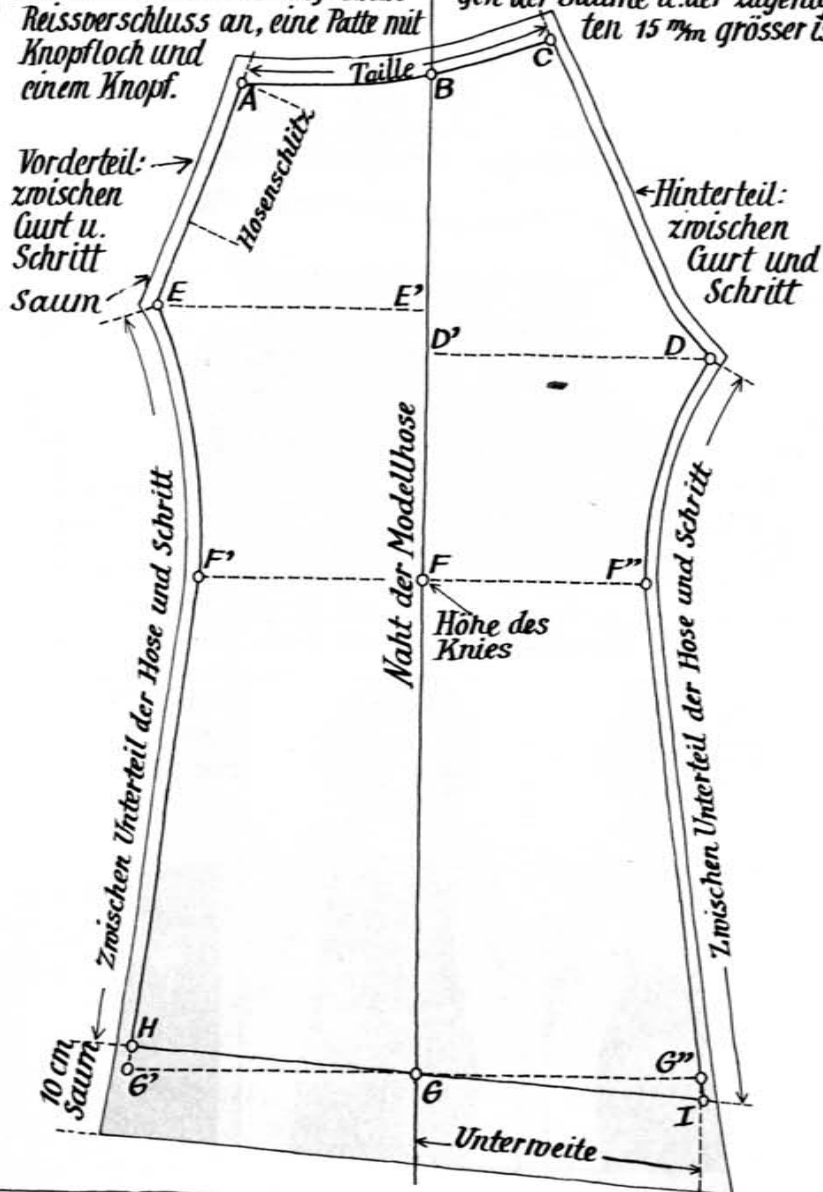 Reissverschluss an, eine Patte mit
Knopfloch und
einem Knopf.
ten 15 m/m grösser
Taille
A
B
C
Hosenschlitz
Vorderteil:
zwischen
Gurt u.
Schritt
Saum
Hinterteil:
zwischen
Gurt und
Schritt
E
E'
D'
D
Naht der Modellhose
F'
F
F"
Höhe des
Knies
Zwischen Unterteil der Hose und Schritt
Zwischen Unterteil der Hose und Schritt
H
G'
G
G"
I
10 cm
Saum
Unterweite